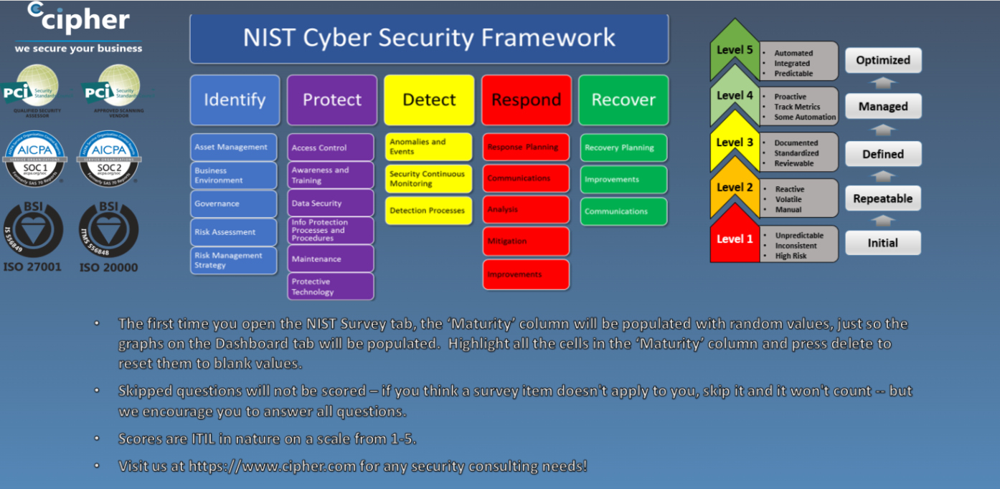 cipher
we secure your business
PCi Security Standards
QUALIFIED SECURITY
ASSESSOR
PCi Security Standards
APPROVED SCANNING
VENDOR
AICPA
SOC 1
aicpa.org/soc
Formerly SAS 70 Reports
AICPA
SOC 2
aicpa.org/soc
Formerly SAS 70 Reports
BSI
IS 556849
ISO 27001
BSI
ITMS 556848
ISO 20000
NIST Cyber Security Framework
Identify
Asset Management
Business
Environment
Governance
Risk Assessment
Risk Management
Strategy
Protect
Access Control
Awareness and
Training
Data Security
Info Protection
Processes and
Procedures
Maintenance
Protective
Technology
Detect
Anomalies and
Events
Security Continuous
Monitoring
Detection Processes
Respond
Response Planning
Communications
Analysis
Mitigation
Improvements
Recover
Recovery Planning
Improvements
Communications
Level 5
• Automated
• Integrated
• Predictable
Optimized
Level 4
• Proactive
• Track Metrics
• Some Automation
Managed
Level 3
• Documented
• Standardized
• Reviewable
Defined
Level 2
• Reactive
• Volatile
• Manual
Repeatable
Level 1
• Unpredictable
• Inconsistent
• High Risk
Initial
• The first time you open the NIST Survey tab, the ‘Maturity’ column will be populated with random values, just so the
graphs on the Dashboard tab will be populated. Highlight all the cells in the ‘Maturity’ column and press delete to
reset them to blank values.
• Skipped questions will not be scored – if you think a survey item doesn't apply to you, skip it and it won't count -- but
we encourage you to answer all questions.
• Scores are ITIL in nature on a scale from 1-5.
• Visit us at https://www.cipher.com for any security consulting needs!